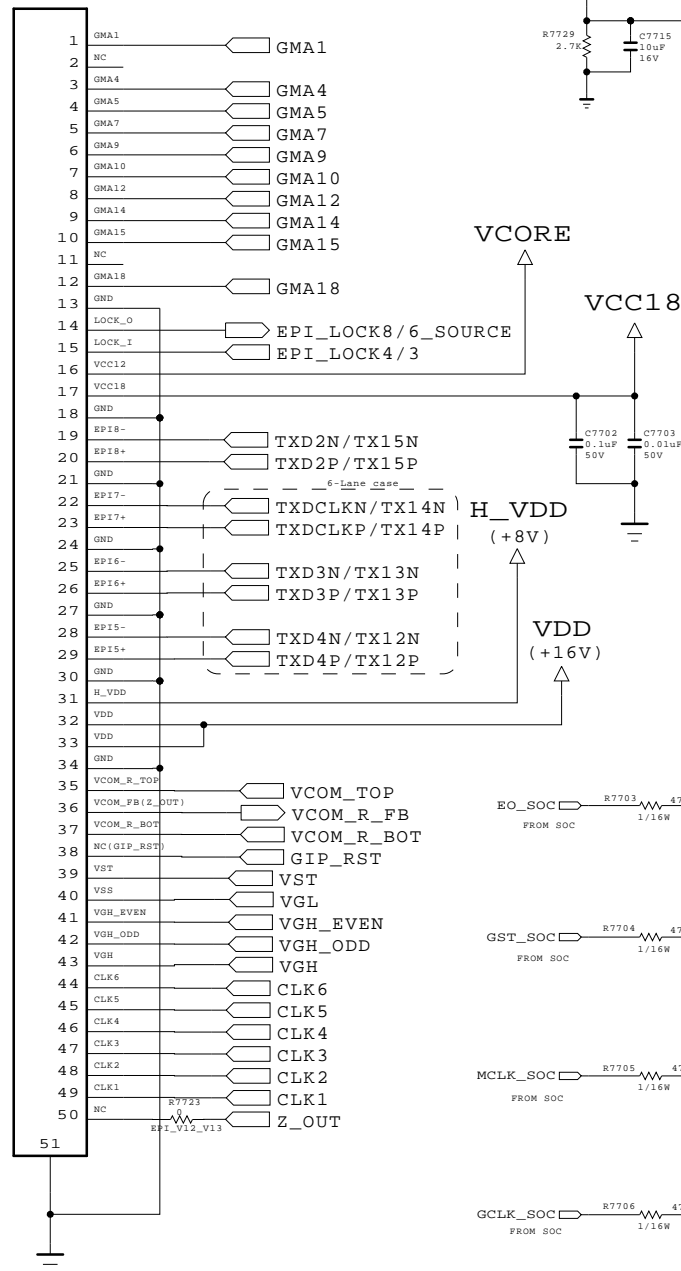 1 GMA1 GMA1
2 NC
3 GMA4 GMA4
4 GMA5 GMA5
5 GMA7 GMA7
6 GMA9 GMA9
7 GMA10 GMA10
8 GMA12 GMA12
9 GMA14 GMA14
10 GMA15 GMA15
11 NC
12 GMA18 GMA18
13 GND
14 LOCK_O EPI_LOCK8/6_SOURCE
15 LOCK_I EPI_LOCK4/3
16 VCC12
17 VCC18
18 GND
19 EPI8- TXD2N/TX15N
20 EPI8+ TXD2P/TX15P
21 GND
6-Lane case
22 EPI7- TXDCLKN/TX14N
23 EPI7+ TXDCLKP/TX14P
24 GND
25 EPI6- TXD3N/TX13N
26 EPI6+ TXD3P/TX13P
27 GND
28 EPI5- TXD4N/TX12N
29 EPI5+ TXD4P/TX12P
30 GND
31 H_VDD
32 VDD
33 VDD
34 GND
35 VCOM_R_TOP VCOM_TOP
36 VCOM_FB(Z_OUT) VCOM_R_FB
37 VCOM_R_BOT VCOM_R_BOT
38 NC(GIP_RST) GIP_RST
39 VST VST
40 VSS VGL
41 VGH_EVEN VGH_EVEN
42 VGH_ODD VGH_ODD
43 VGH VGH
44 CLK6 CLK6
45 CLK5 CLK5
46 CLK4 CLK4
47 CLK3 CLK3
48 CLK2 CLK2
49 CLK1 CLK1
50 NC R7723 Z_OUT
0
EPI_V12_V13
51
R7729
2.7K
C7715
10uF
16V
VCORE
VCC18
C7702
0.1uF
50V
C7703
0.01uF
50V
H_VDD
(+8V)
VDD
(+16V)
EO_SOC R7703 47
1/16W
FROM SOC
GST_SOC R7704 47
1/16W
FROM SOC
MCLK_SOC R7705 47
1/16W
FROM SOC
GCLK_SOC R7706 47
1/16W
FROM SOC